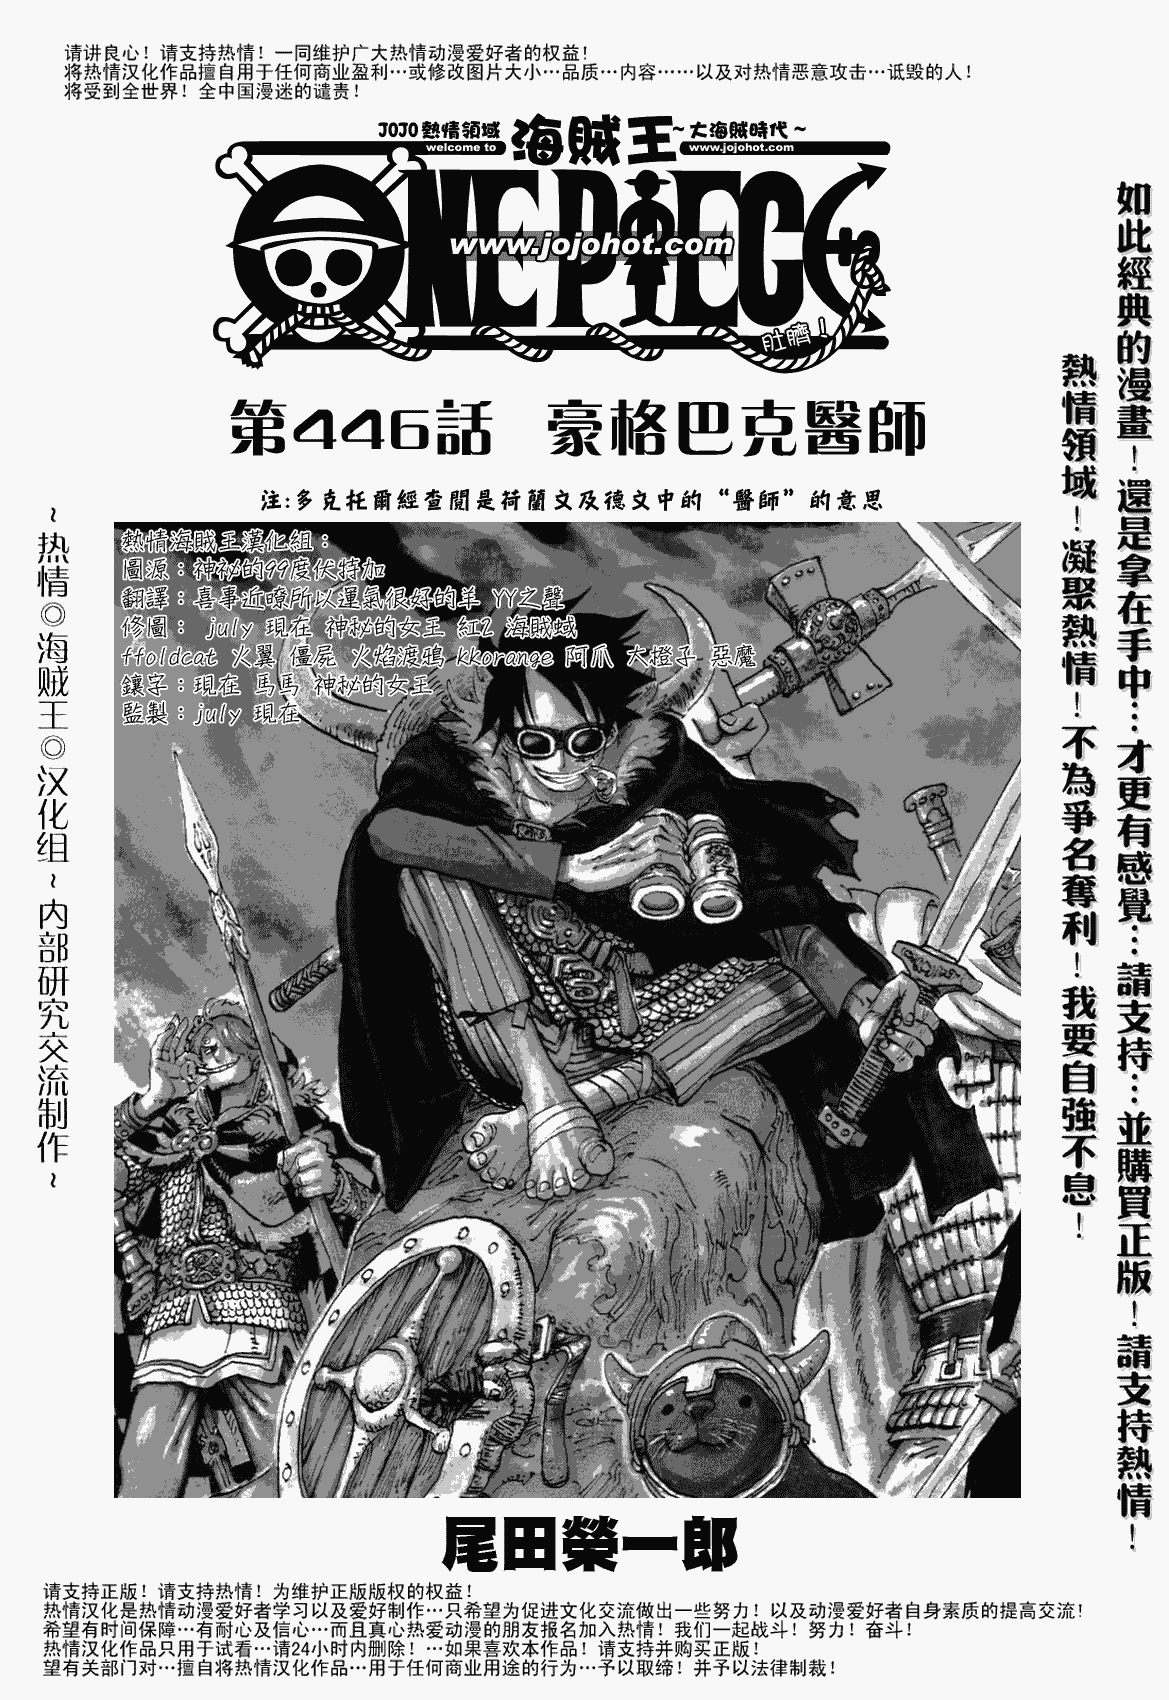 请讲良心！请支持热情！一同维护广大热情动漫爱好者的权益！
将热情汉化作品擅自用于任何商业盈利…或修改图片大小…品质…内容……以及对热情恶意攻击…诋毁的人！
将受到全世界！全中国漫迷的谴责！
JOJO熱情領域 海賊王 ~大海賊時代~
welcome to www.jojohot.com
ONE PIECE
www.jojohot.com
肚臍！
第446話 豪格巴克醫師
注:多克托爾經查閱是荷蘭文及德文中的“醫師”的意思
如此經典的漫畫！還是拿在手中…才更有感覺…請支持…並購買正版！請支持熱情！
熱情領域！凝聚熱情！不為爭名奪利！我要自強不息！
~热情◎海贼王◎汉化组~内部研究交流制作~
熱情海賊王漢化組：
圖源：神祕的99度伏特加
翻譯：喜事近暸所以運氣很好的羊 YY之聲
修圖： july 現在 神秘的女王 紅2 海賊蜮
ffoldcat 火翼 僵屍 火焰渡鴉 kkorange 阿爪 大橙子 惡魔
鑲字：現在 馬馬 神秘的女王
監製：july 現在
尾田榮一郎
请支持正版！请支持热情！为维护正版版权的权益！
热情汉化是热情动漫爱好者学习以及爱好制作…只希望为促进文化交流做出一些努力！以及动漫爱好者自身素质的提高交流！
希望有时间保障…有耐心及信心…而且真心热爱动漫的朋友报名加入热情！我们一起战斗！努力！奋斗！
热情汉化作品只用于试看…请24小时内删除！…如果喜欢本作品！请支持并购买正版！
望有关部门对…擅自将热情汉化作品…用于任何商业用途的行为…予以取缔！并予以法律制裁！